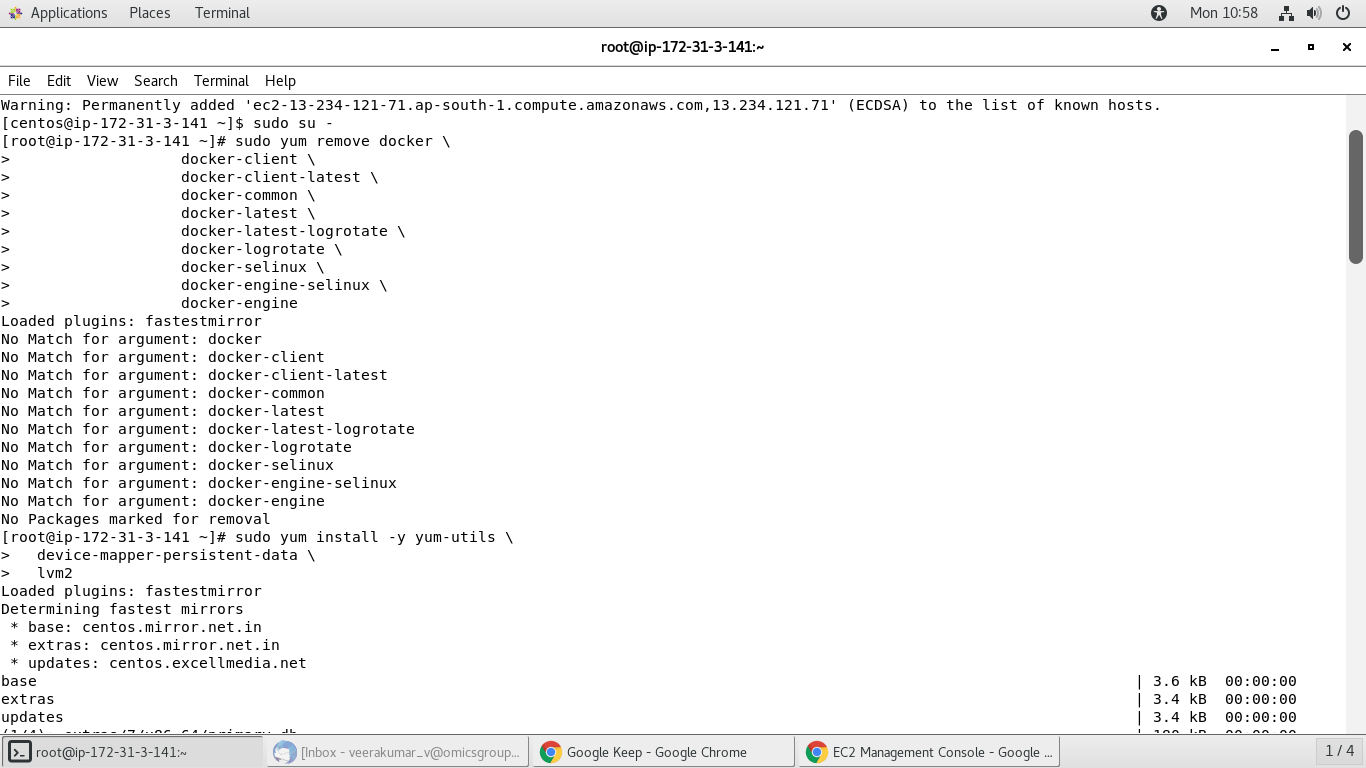 Applications Places Terminal Mon 10:58
root@ip-172-31-3-141:~
File Edit View Search Terminal Help
Warning: Permanently added 'ec2-13-234-121-71.ap-south-1.compute.amazonaws.com,13.234.121.71' (ECDSA) to the list of known hosts.
[centos@ip-172-31-3-141 ~]$ sudo su -
[root@ip-172-31-3-141 ~]# sudo yum remove docker \
> docker-client \
> docker-client-latest \
> docker-common \
> docker-latest \
> docker-latest-logrotate \
> docker-logrotate \
> docker-selinux \
> docker-engine-selinux \
> docker-engine
Loaded plugins: fastestmirror
No Match for argument: docker
No Match for argument: docker-client
No Match for argument: docker-client-latest
No Match for argument: docker-common
No Match for argument: docker-latest
No Match for argument: docker-latest-logrotate
No Match for argument: docker-logrotate
No Match for argument: docker-selinux
No Match for argument: docker-engine-selinux
No Match for argument: docker-engine
No Packages marked for removal
[root@ip-172-31-3-141 ~]# sudo yum install -y yum-utils \
> device-mapper-persistent-data \
> lvm2
Loaded plugins: fastestmirror
Determining fastest mirrors
* base: centos.mirror.net.in
* extras: centos.mirror.net.in
* updates: centos.excellmedia.net
base | 3.6 kB 00:00:00
extras | 3.4 kB 00:00:00
updates | 3.4 kB 00:00:00
root@ip-172-31-3-141:~ [Inbox - veerakumar_v@omicsgroup... Google Keep - Google Chrome EC2 Management Console - Google ... 1 / 4